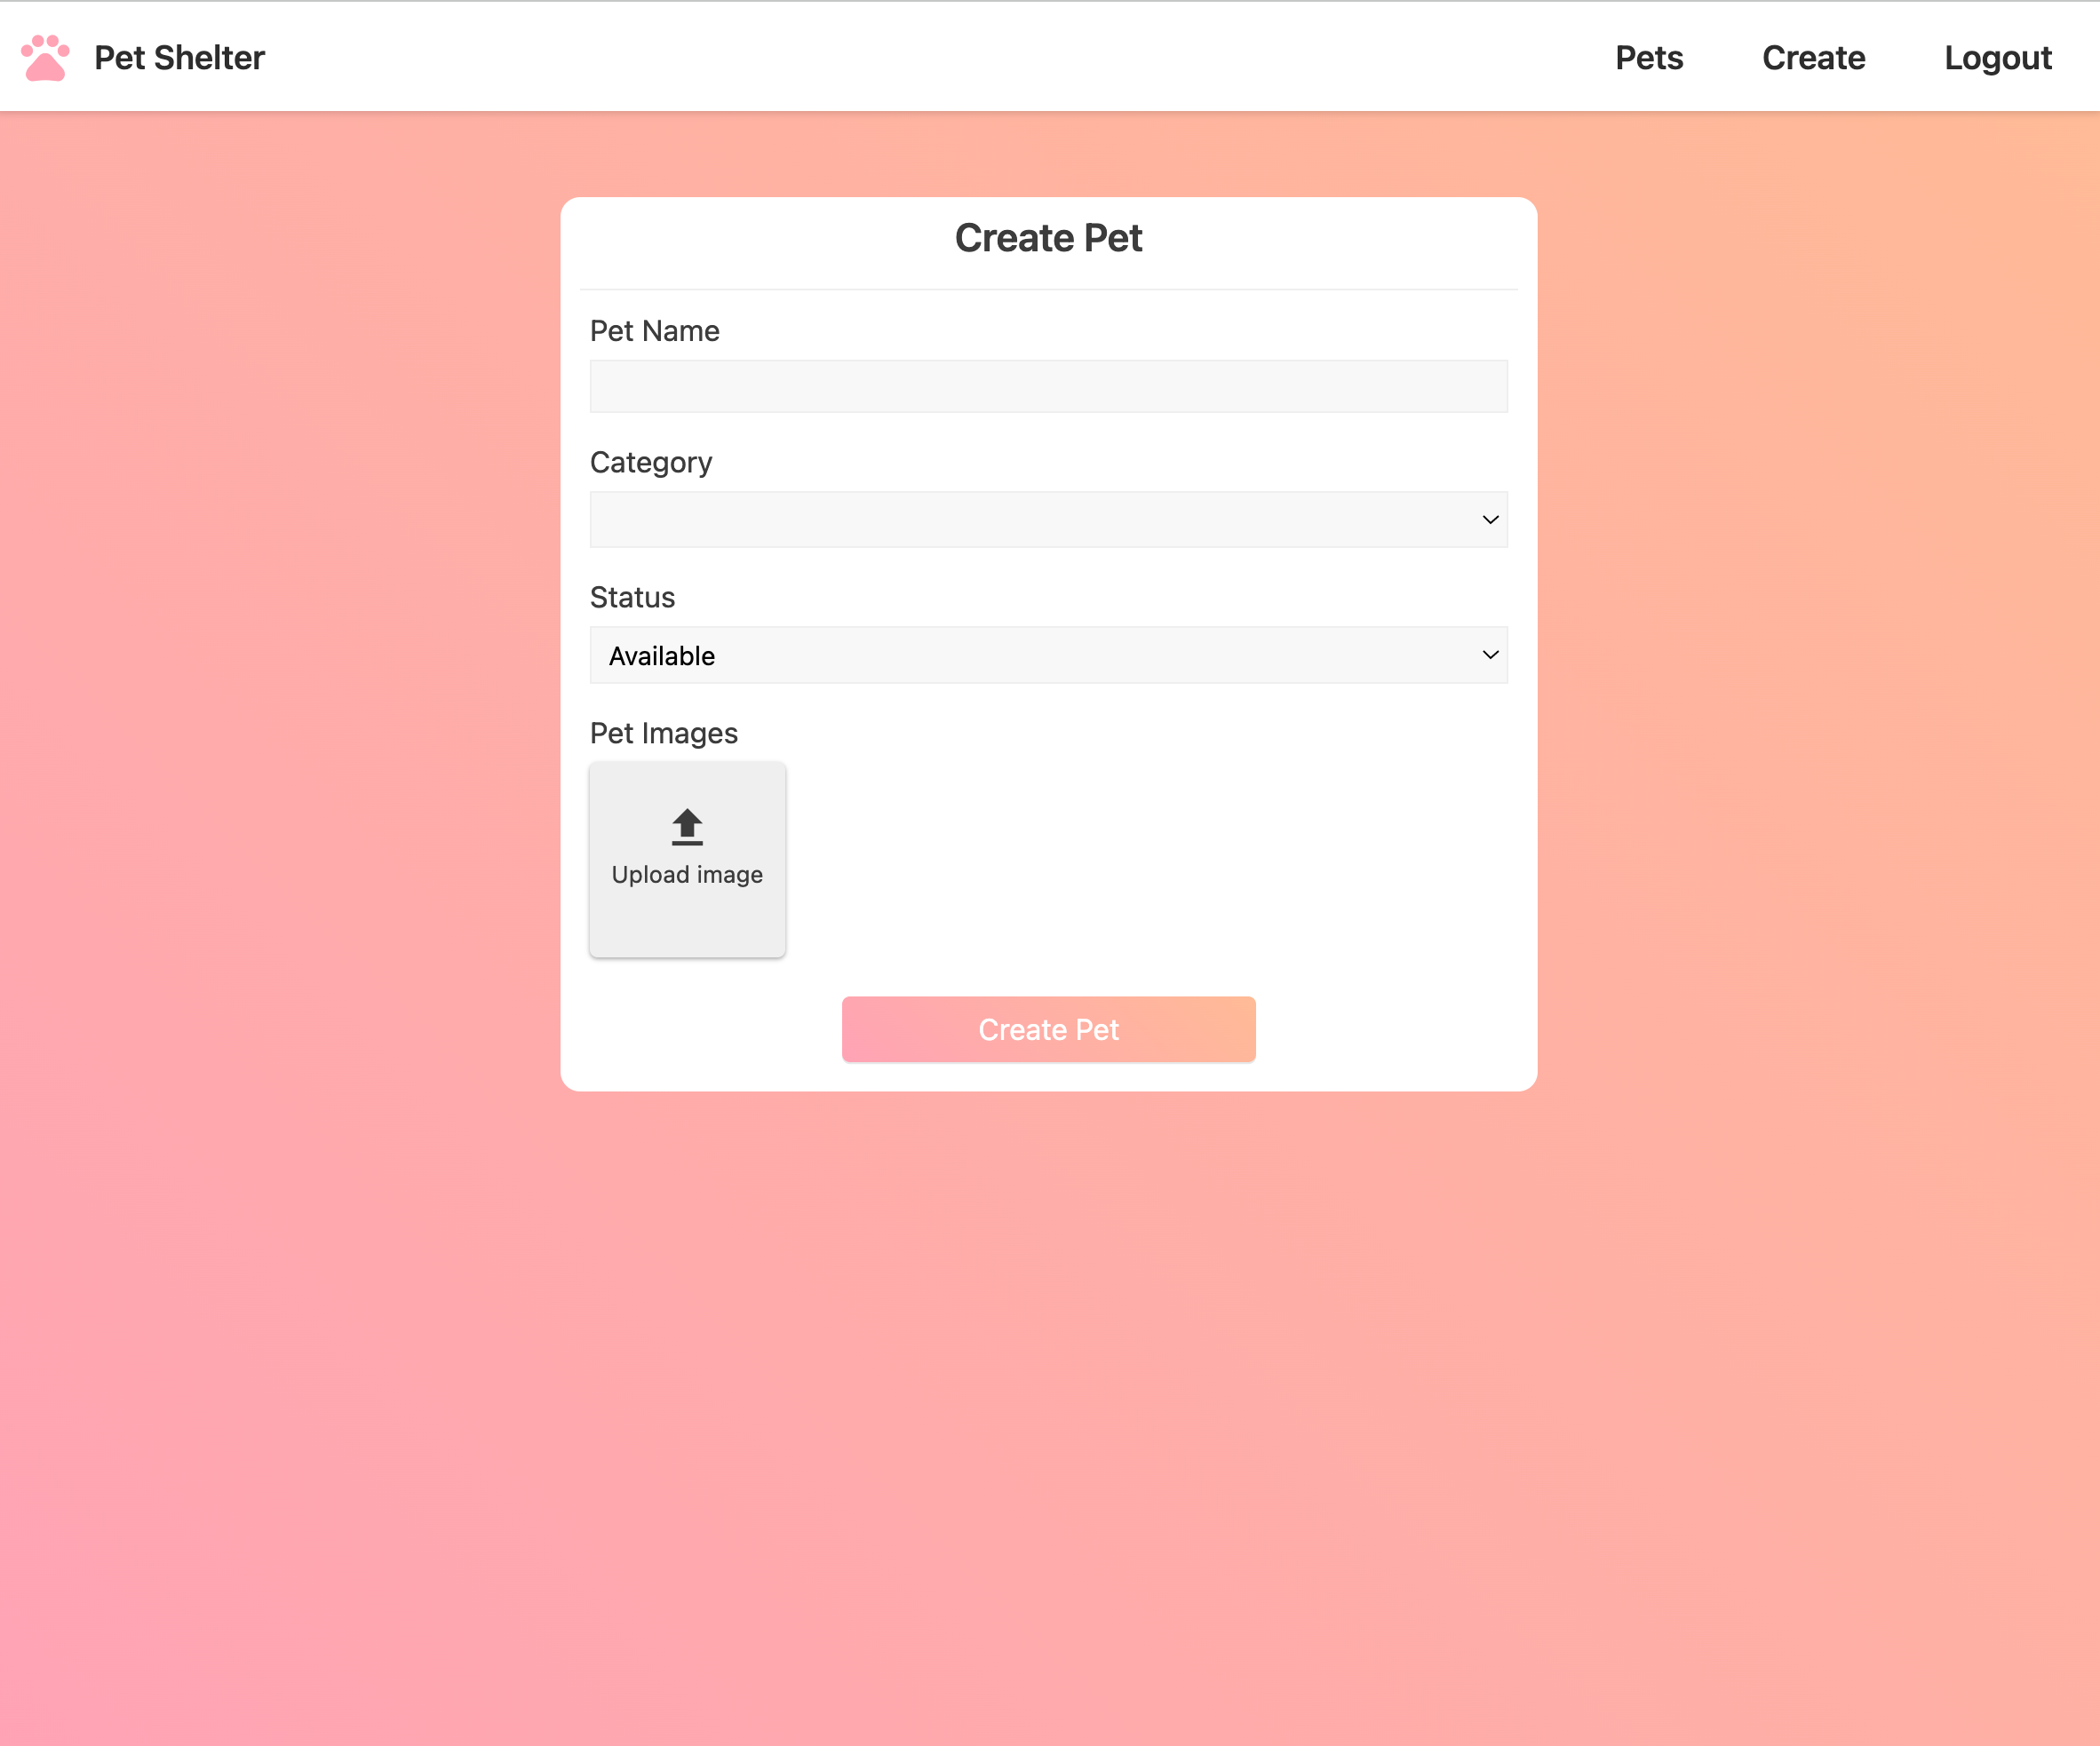 Pet Shelter
Pets
Create
Logout
Create Pet
Pet Name
Category
Status
Available
Pet Images
Upload image
Create Pet